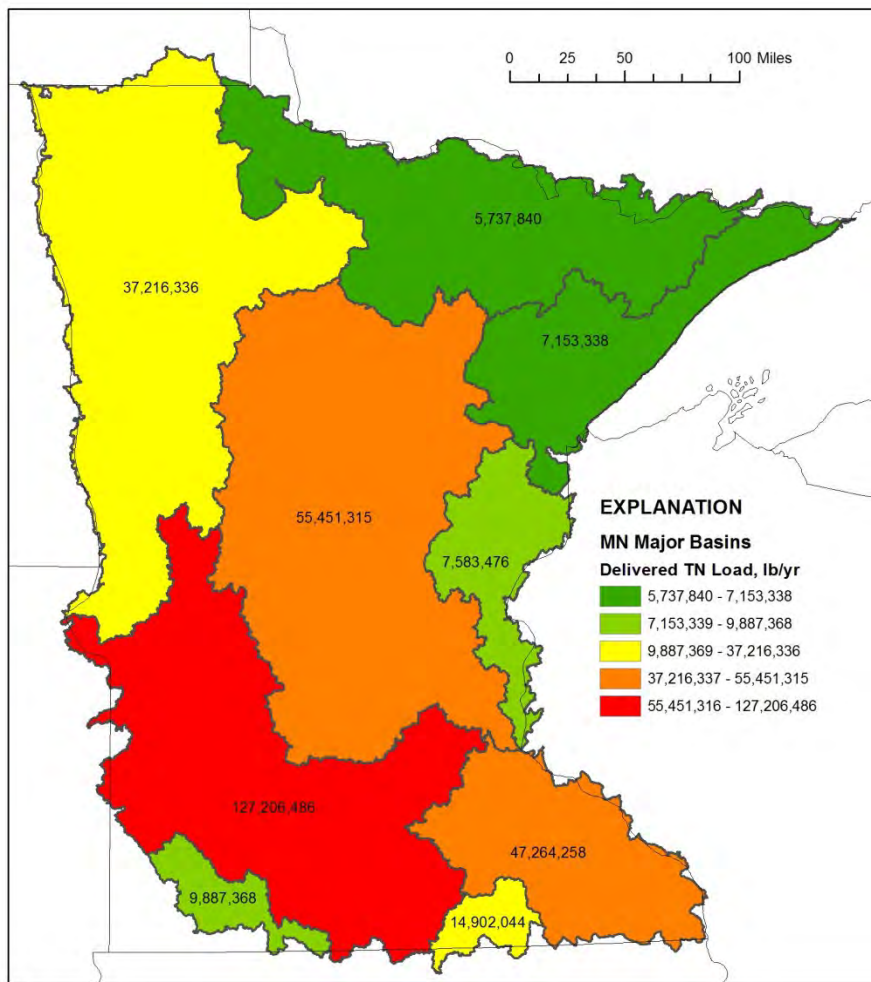 0 25 50 100 Miles
5,737,840
37,216,336
7,153,338
55,451,315
7,583,476
EXPLANATION
MN Major Basins
Delivered TN Load, lb/yr
5,737,840 - 7,153,338
7,153,339 - 9,887,368
9,887,369 - 37,216,336
37,216,337 - 55,451,315
55,451,316 - 127,206,486
127,206,486
47,264,258
9,887,368
14,902,044